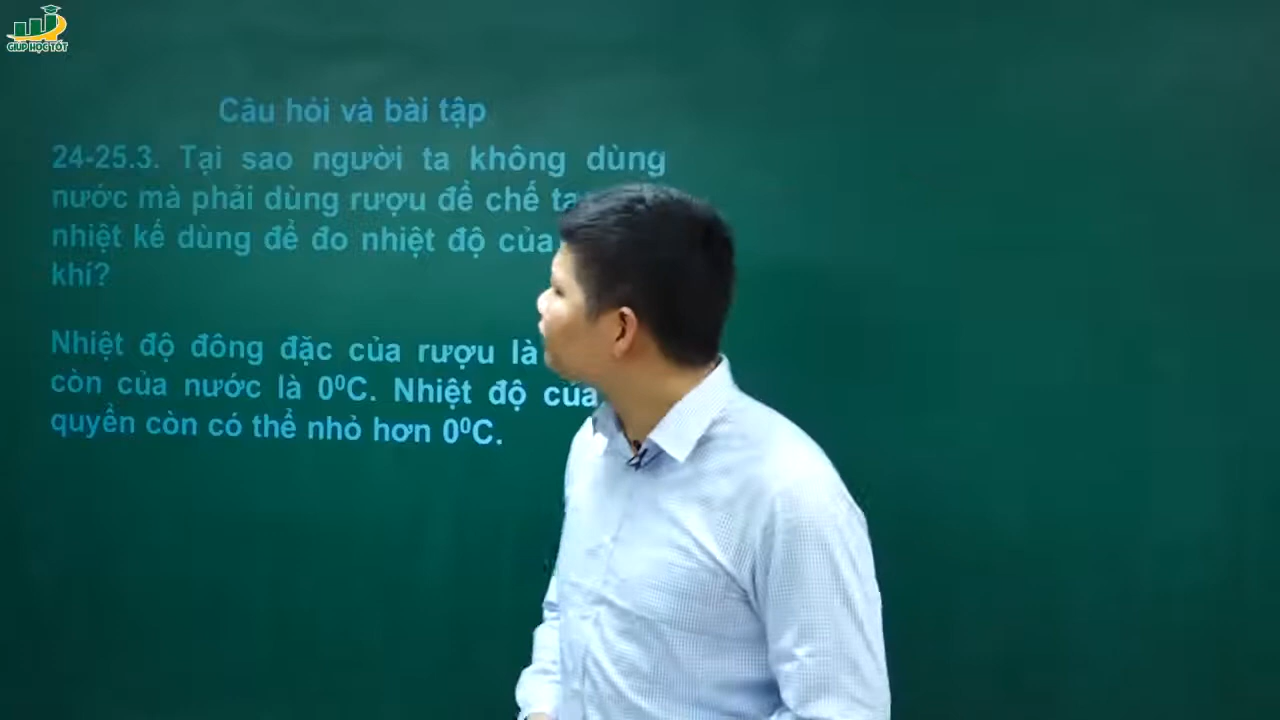 GIÚP HỌC TỐT
Câu hỏi và bài tập
24-25.3. Tại sao người ta không dùng
nước mà phải dùng rượu để chế
nhiệt kế dùng để đo nhiệt độ của
khí?
Nhiệt độ đông đặc của rượu là
còn của nước là 0⁰C. Nhiệt độ của
quyển còn có thể nhỏ hơn 0⁰C.